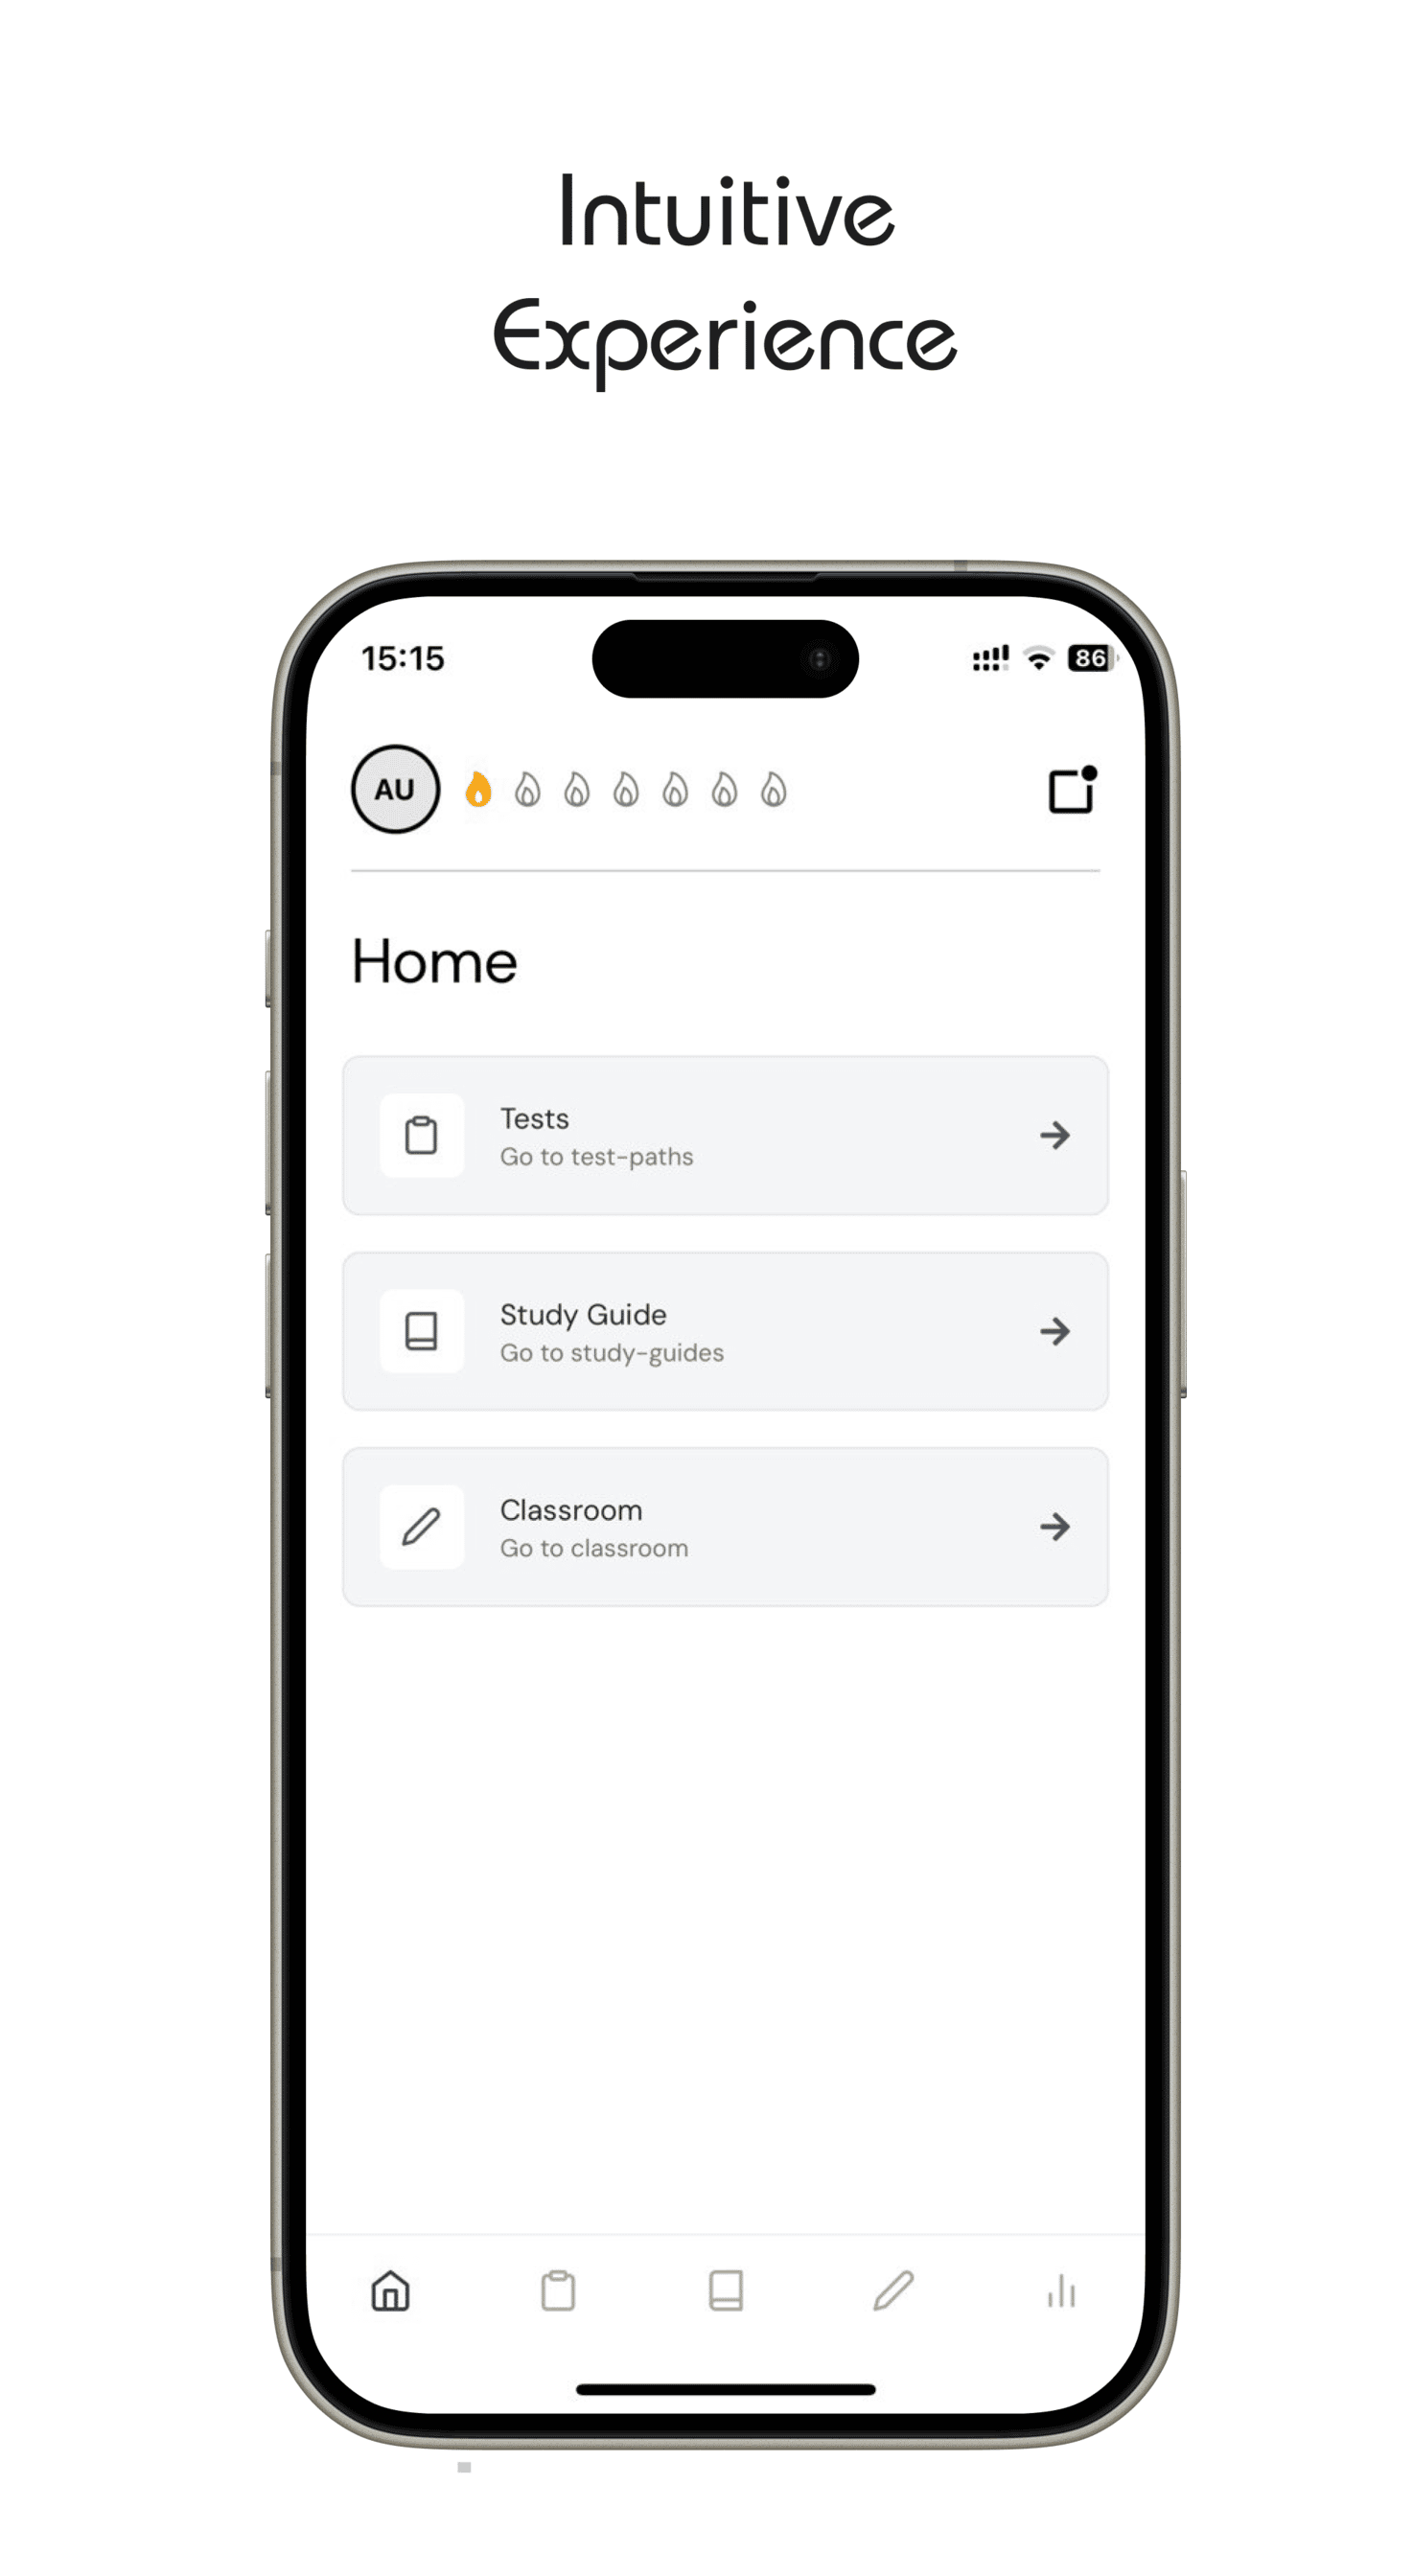 Intuitive
Experience
15:15
86
AU
Home
Tests
Go to test-paths
Study Guide
Go to study-guides
Classroom
Go to classroom